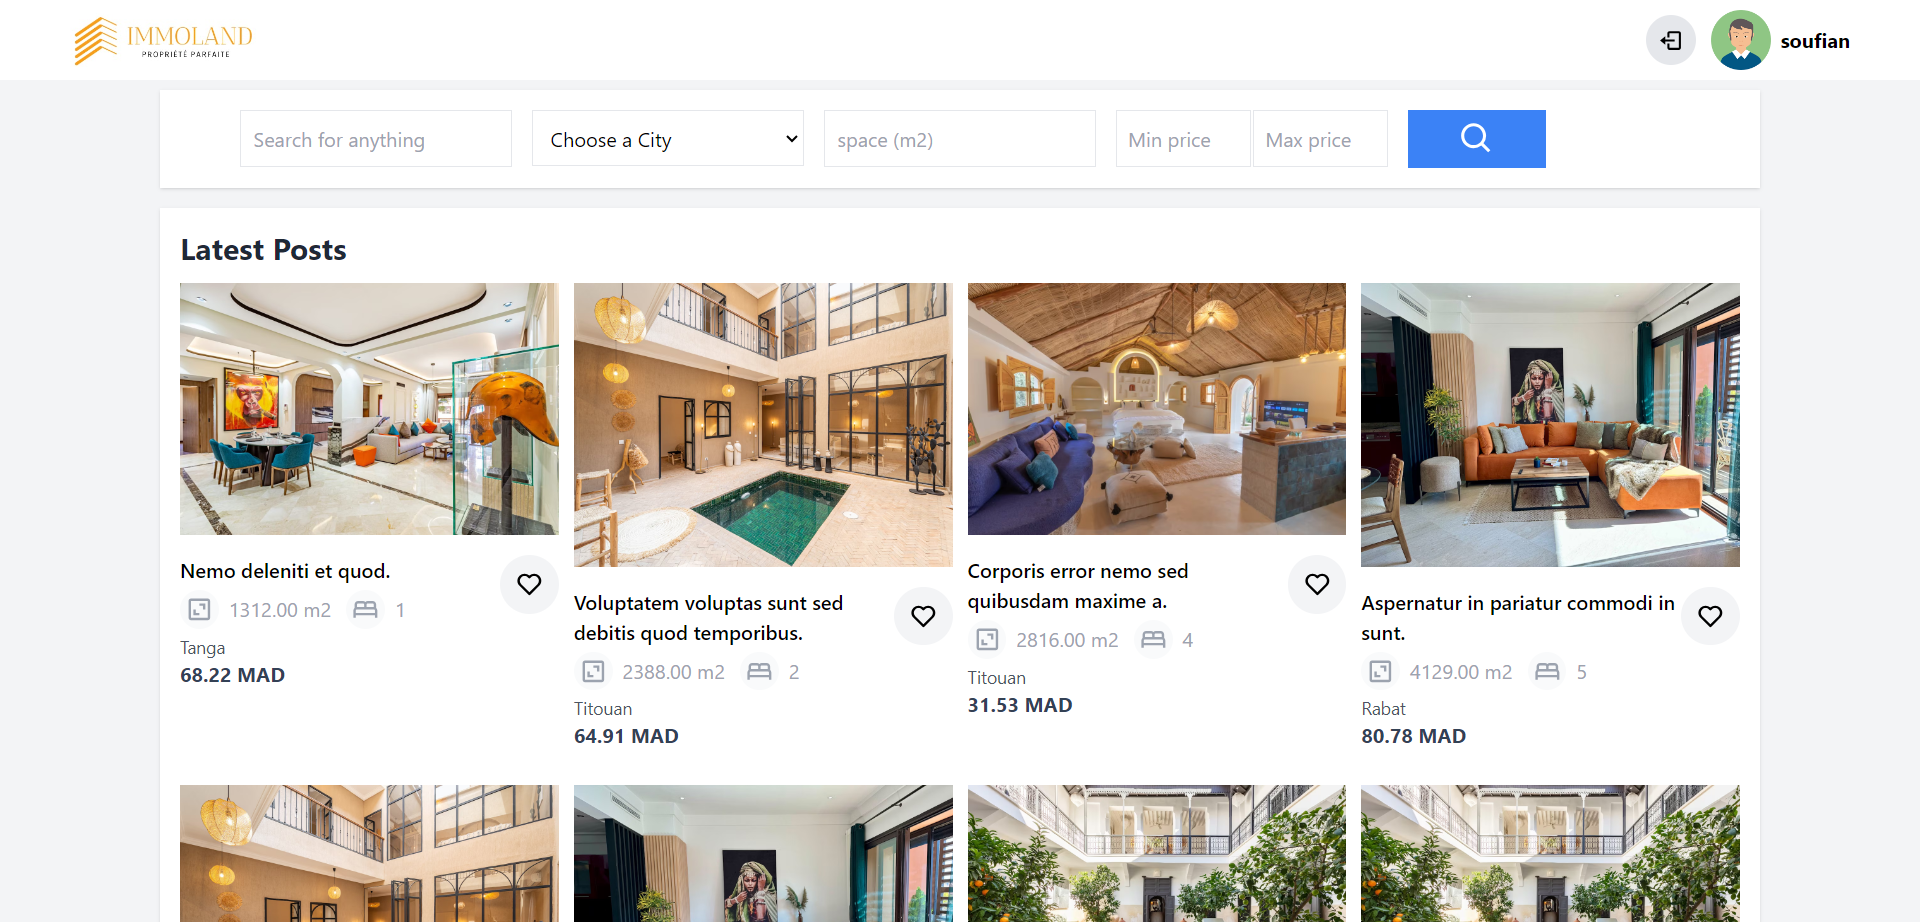 IMMOLAND
PROPRIÉTÉ PARFAITE
soufian
Search for anything
Choose a City
space (m2)
Min price
Max price
Latest Posts
Nemo deleniti et quod.
1312.00 m2
1
Tanga
68.22 MAD
Voluptatem voluptas sunt sed
debitis quod temporibus.
2388.00 m2
2
Titouan
64.91 MAD
Corporis error nemo sed
quibusdam maxime a.
2816.00 m2
4
Titouan
31.53 MAD
Aspernatur in pariatur commodi in
sunt.
4129.00 m2
5
Rabat
80.78 MAD